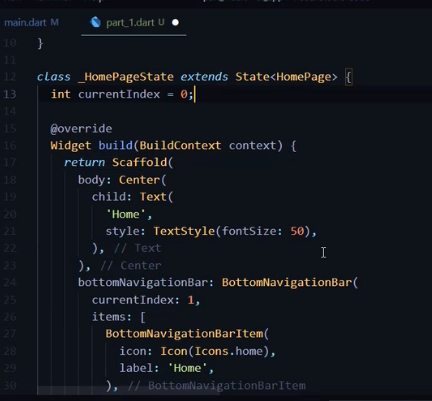 main.dart M
part_1.dart U
10 }
11
12 class _HomePageState extends State<HomePage> {
13 int currentIndex = 0;
14
15 @override
16 Widget build(BuildContext context) {
17 return Scaffold(
18 body: Center(
19 child: Text(
20 'Home',
21 style: TextStyle(fontSize: 50),
22 ), // Text
23 ), // Center
24 bottomNavigationBar: BottomNavigationBar(
25 currentIndex: 1,
26 items: [
27 BottomNavigationBarItem(
28 icon: Icon(Icons.home),
29 label: 'Home',
30 ), // BottomNavigationBarItem